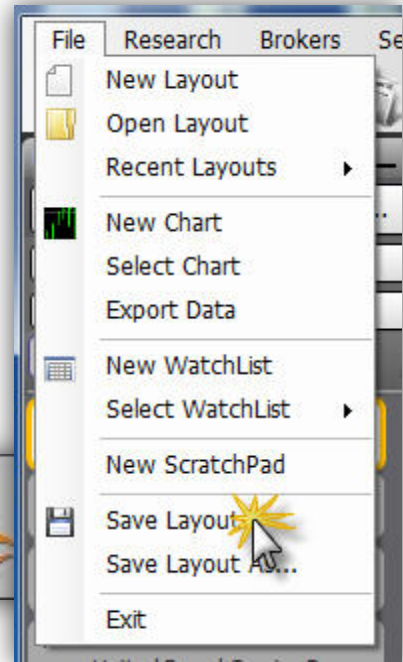 File Research Brokers
New Layout
Open Layout
Recent Layouts
New Chart
Select Chart
Export Data
New WatchList
Select WatchList
New ScratchPad
Save Layout
Save Layout As...
Exit